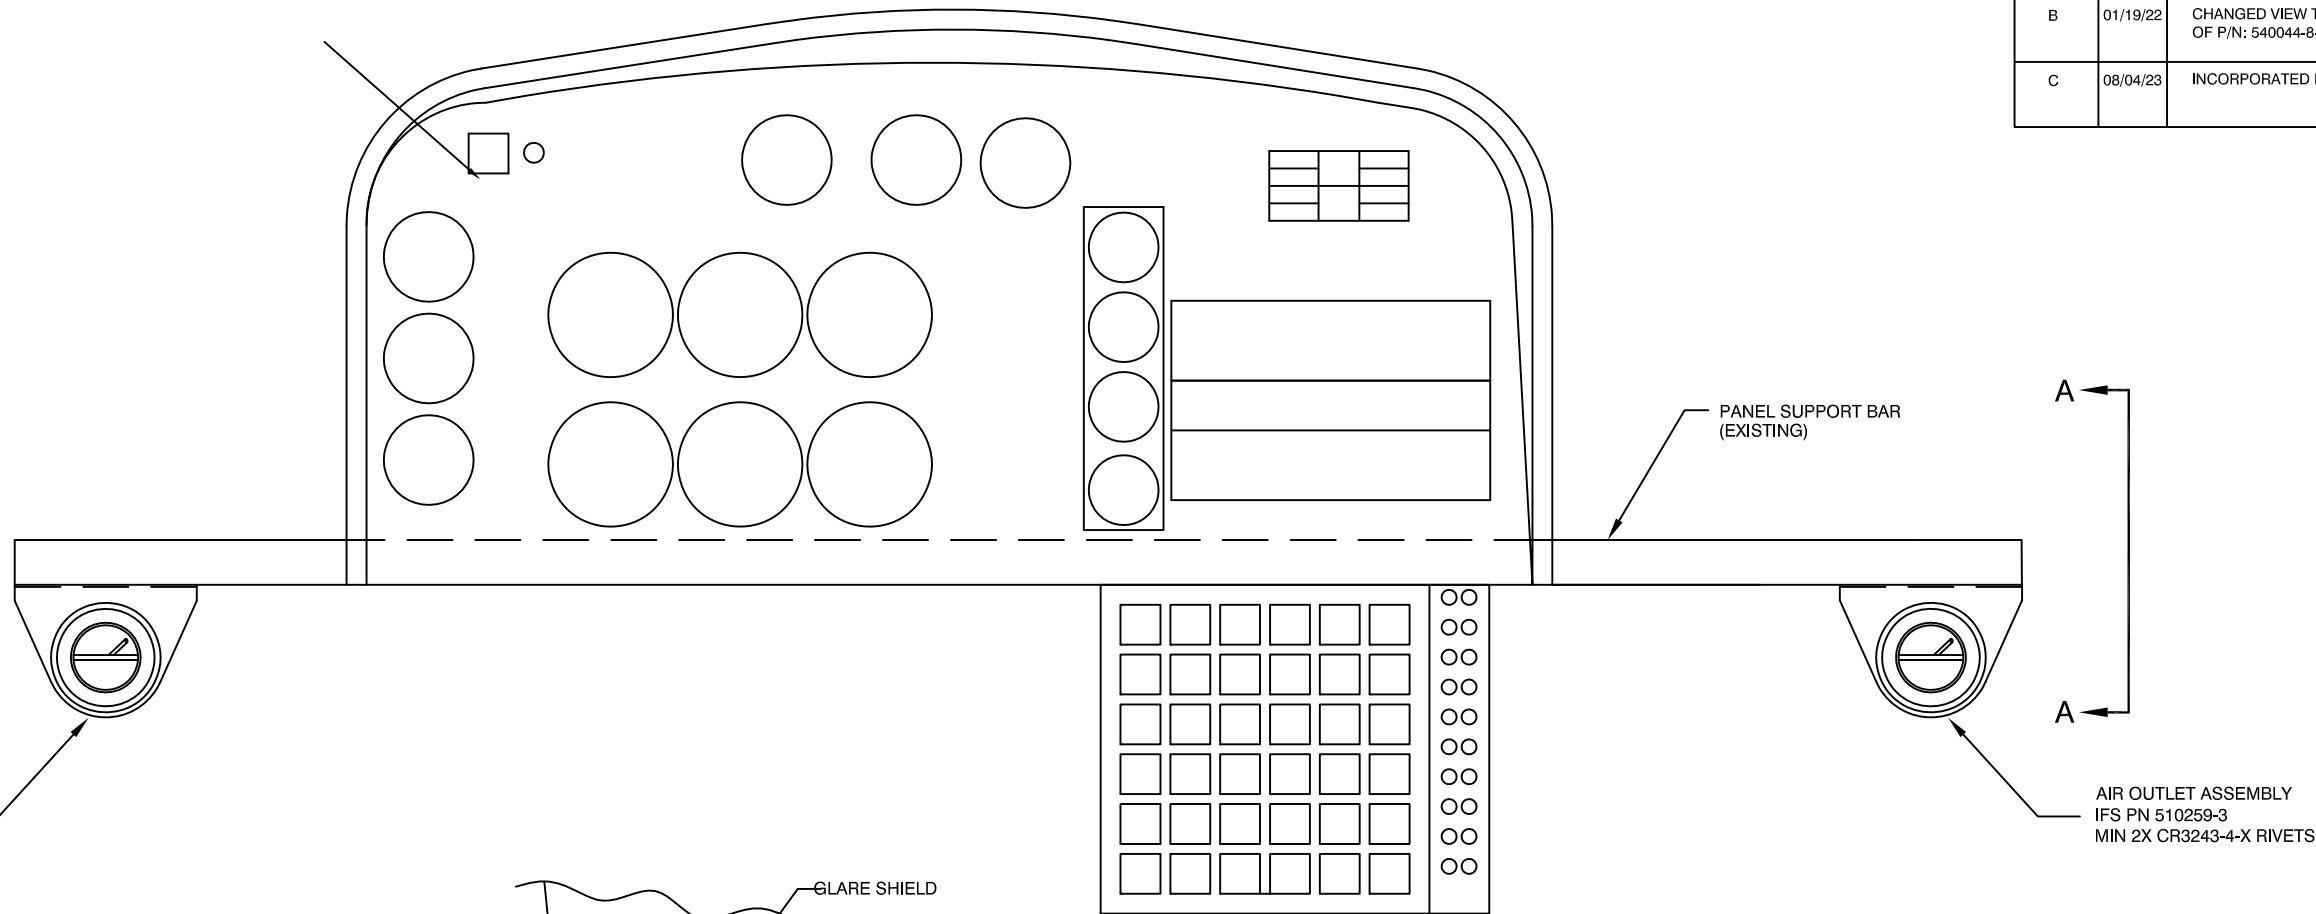 B 01/19/22 CHANGED VIEW
OF P/N: 540044-8-
C 08/04/23 INCORPORATED
PANEL SUPPORT BAR
(EXISTING)
A
A
AIR OUTLET ASSEMBLY
IFS PN 510259-3
MIN 2X CR3243-4-X RIVETS
GLARE SHIELD